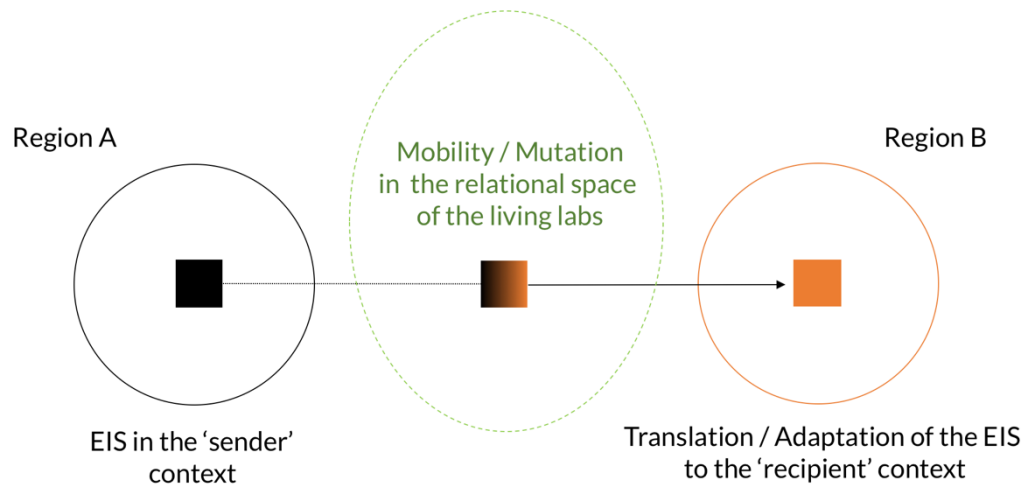 Region A
Region B
Mobility / Mutation
in the relational space
of the living labs
EIS in the ‘sender’
context
Translation / Adaptation of the EIS
to the ‘recipient’ context